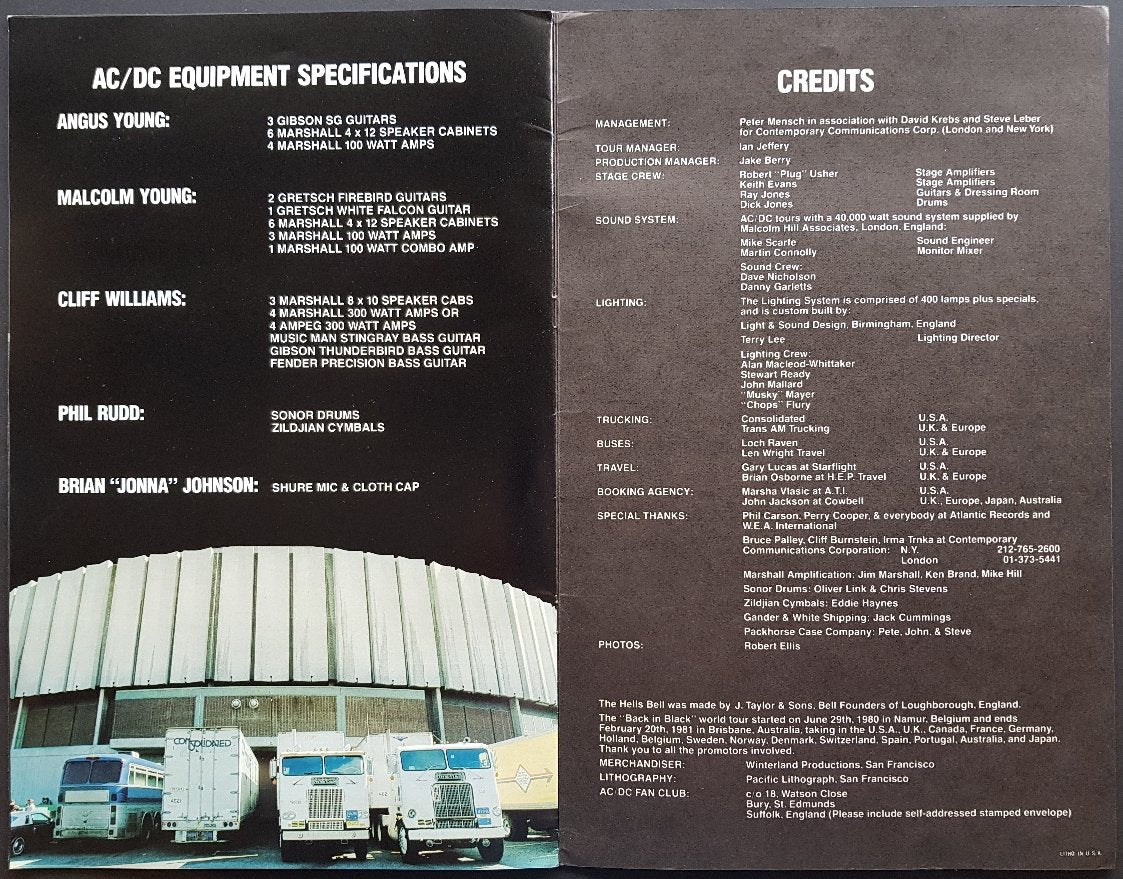 AC/DC EQUIPMENT SPECIFICATIONS
ANGUS YOUNG:
3 GIBSON SG GUITARS
6 MARSHALL 4 x 12 SPEAKER CABINETS
4 MARSHALL 100 WATT AMPS
MALCOLM YOUNG:
2 GRETSCH FIREBIRD GUITARS
1 GRETSCH WHITE FALCON GUITAR
6 MARSHALL 4 x 12 SPEAKER CABINETS
3 MARSHALL 100 WATT AMPS
1 MARSHALL 100 WATT COMBO AMP
CLIFF WILLIAMS:
3 MARSHALL 8 x 10 SPEAKER CABS
4 MARSHALL 300 WATT AMPS OR
4 AMPEG 300 WATT AMPS
MUSIC MAN STINGRAY BASS GUITAR
GIBSON THUNDERBIRD BASS GUITAR
FENDER PRECISION BASS GUITAR
PHIL RUDD:
SONOR DRUMS
ZILDJIAN CYMBALS
BRIAN "JONNA" JOHNSON: SHURE MIC & CLOTH CAP
CONSOLIDATED
CREDITS
MANAGEMENT: Peter Mensch in association with David Krebs and Steve Leber
for Contemporary Communications Corp. (London and New York)
TOUR MANAGER: Ian Jeffery
PRODUCTION MANAGER: Jake Berry
STAGE CREW: Robert "Plug" Usher Stage Amplifiers
Keith Evans Stage Amplifiers
Ray Jones Guitars & Dressing Room
Dick Jones Drums
SOUND SYSTEM: AC/DC tours with a 40,000 watt sound system supplied by
Malcolm Hill Associates, London, England:
Mike Scarfe Sound Engineer
Martin Connolly Monitor Mixer
Sound Crew:
Dave Nicholson
Danny Garletts
LIGHTING: The Lighting System is comprised of 400 lamps plus specials,
and is custom built by:
Light & Sound Design, Birmingham, England
Terry Lee Lighting Director
Lighting Crew:
Alan Macleod-Whittaker
Stewart Ready
John Mallard
"Musky" Mayer
"Chops" Flury
TRUCKING: Consolidated U.S.A.
Trans AM Trucking U.K. & Europe
BUSES: Loch Raven U.S.A.
Len Wright Travel U.K. & Europe
TRAVEL: Gary Lucas at Starflight U.S.A.
Brian Osborne at H.E.P. Travel U.K. & Europe
BOOKING AGENCY: Marsha Vlasic at A.T.I. U.S.A.
John Jackson at Cowbell U.K., Europe, Japan, Australia
SPECIAL THANKS: Phil Carson, Perry Cooper, & everybody at Atlantic Records and
W.E.A. International
Bruce Palley, Cliff Burnstein, Irma Trnka at Contemporary
Communications Corporation: N.Y. 212-765-2600
London 01-373-5441
Marshall Amplification: Jim Marshall, Ken Brand, Mike Hill
Sonor Drums: Oliver Link & Chris Stevens
Zildjian Cymbals: Eddie Haynes
Gander & White Shipping: Jack Cummings
Packhorse Case Company: Pete, John, & Steve
PHOTOS: Robert Ellis
The Hells Bell was made by J. Taylor & Sons, Bell Founders of Loughborough, England.
The "Back in Black" world tour started on June 29th, 1980 in Namur, Belgium and ends
February 20th, 1981 in Brisbane, Australia, taking in the U.S.A., U.K., Canada, France, Germany,
Holland, Belgium, Sweden, Norway, Denmark, Switzerland, Spain, Portugal, Australia, and Japan.
Thank you to all the promotors involved.
MERCHANDISER: Winterland Productions, San Francisco
LITHOGRAPHY: Pacific Lithograph, San Francisco
AC/DC FAN CLUB: c/o 18, Watson Close
Bury, St. Edmunds
Suffolk, England (Please include self-addressed stamped envelope)
LITHO IN U.S.A.